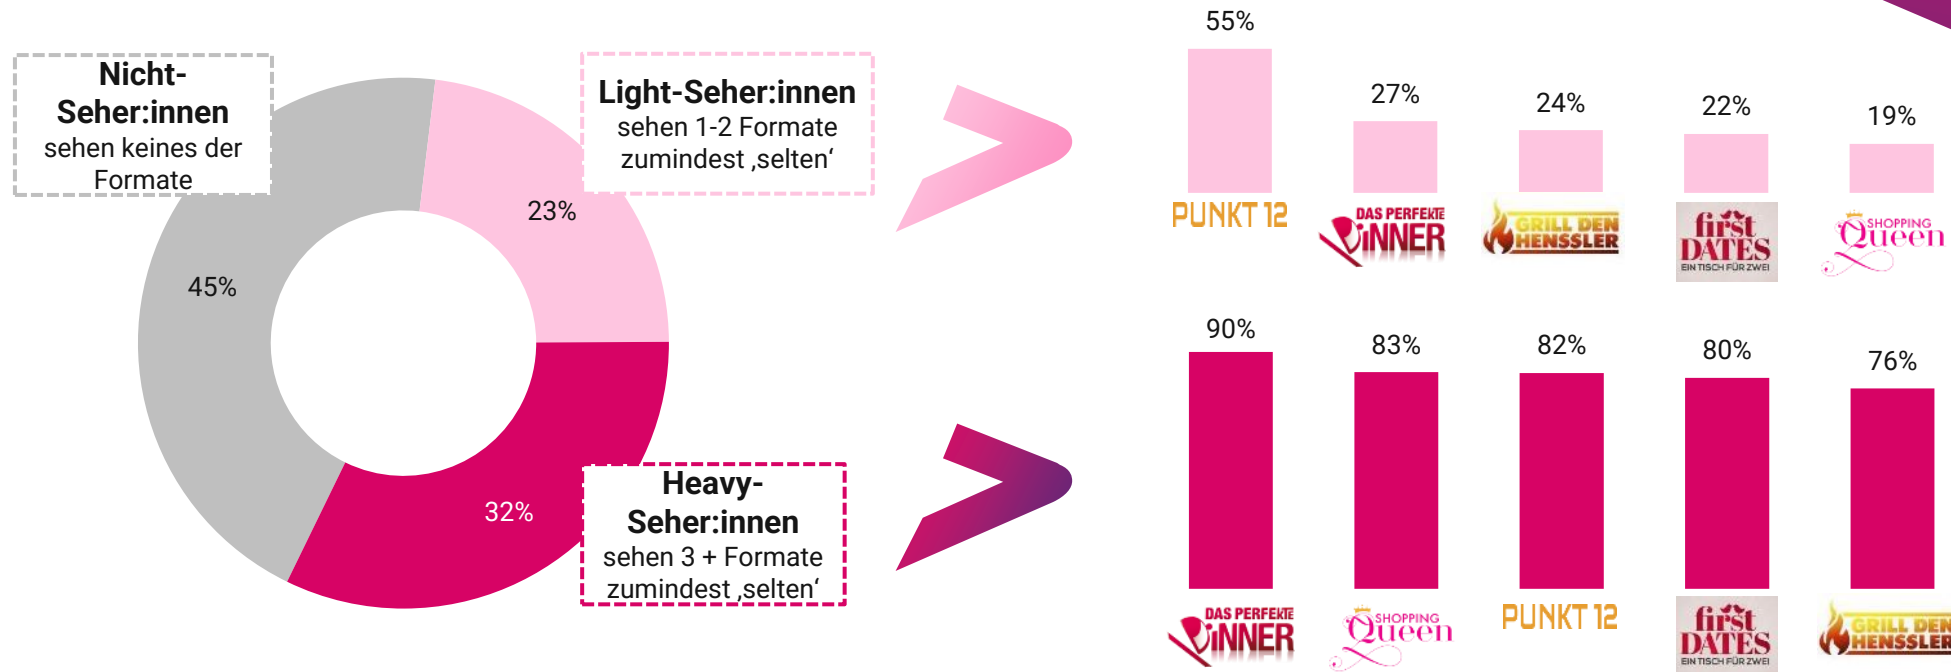 Nicht-
Seher:innen
sehen keines der
Formate
Light-Seher:innen
sehen 1-2 Formate
zumindest ‚selten‘
23%
45%
32%
Heavy-
Seher:innen
sehen 3 + Formate
zumindest ‚selten‘
55%
27%
24%
22%
19%
PUNKT 12
DAS PERFEKTE
DINNER
GRILL DEN
HENSSLER
first
DATES
EIN TISCH FÜR ZWEI
SHOPPING
Queen
90%
83%
82%
80%
76%
DAS PERFEKTE
DINNER
SHOPPING
Queen
PUNKT 12
first
DATES
EIN TISCH FÜR ZWEI
GRILL DEN
HENSSLER